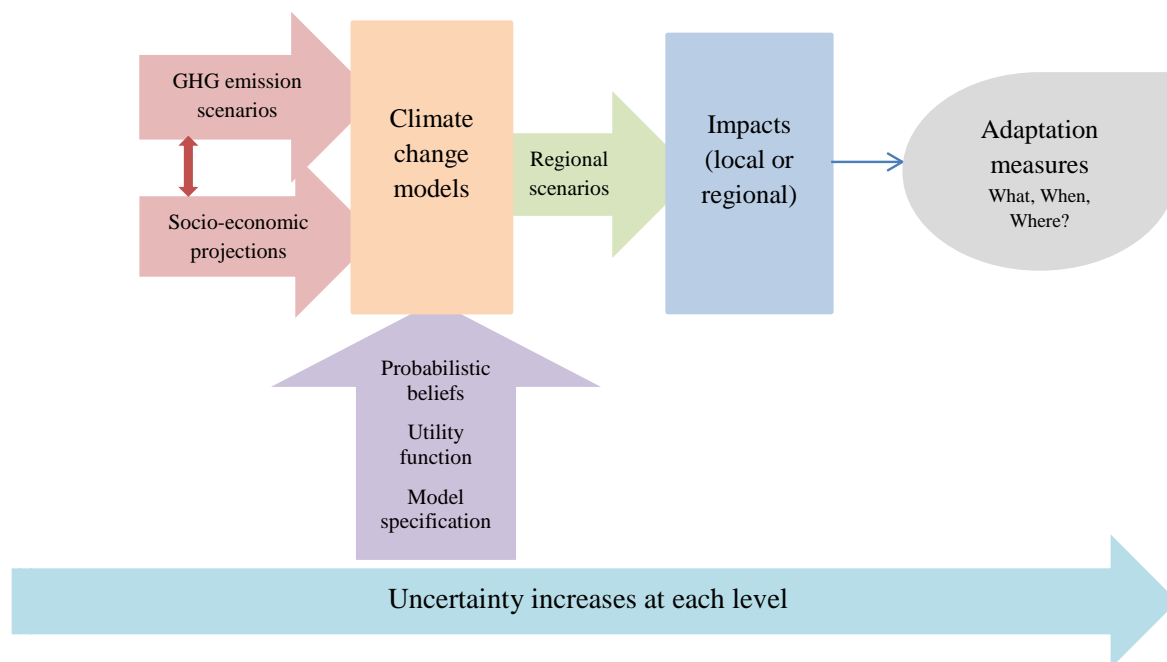 GHG emission
scenarios
Socio-economic
projections
Climate
change
models
Regional
scenarios
Impacts
(local or
regional)
Adaptation
measures
What, When,
Where?
Probabilistic
beliefs
Utility
function
Model
specification
Uncertainty increases at each level